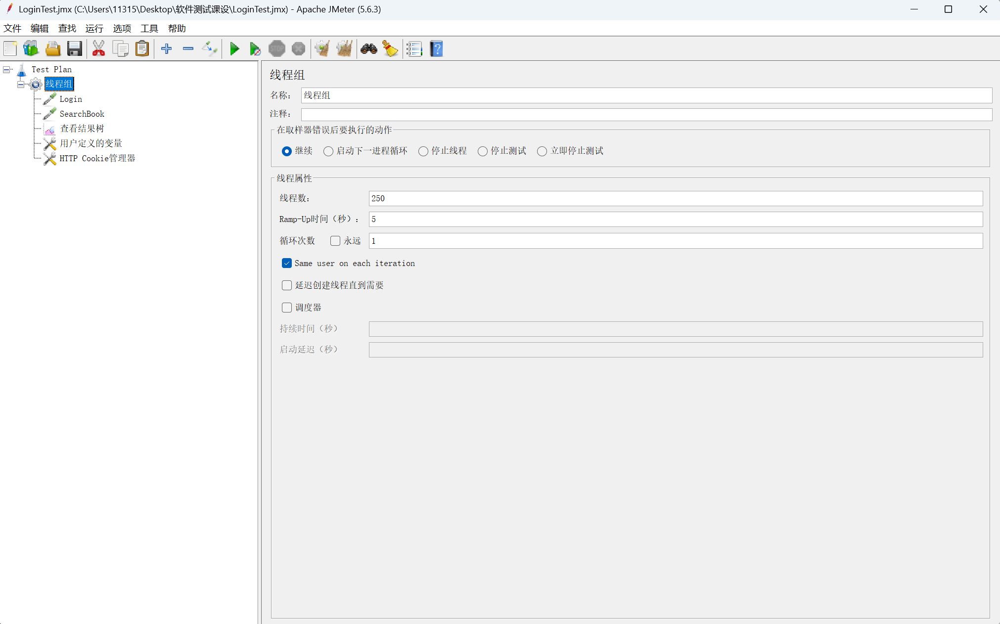 LoginTest.jmx (C:\Users\11315\Desktop\软件测试课设\LoginTest.jmx) - Apache JMeter (5.6.3)
文件 编辑 查找 运行 选项 工具 帮助
STOP
Test Plan
线程组
Login
SearchBook
查看结果树
用户定义的变量
HTTP Cookie管理器
线程组
名称： 线程组
注释：
在取样器错误后要执行的动作
继续 启动下一进程循环 停止线程 停止测试 立即停止测试
线程属性
线程数： 250
Ramp-Up时间（秒）： 5
循环次数 永远 1
Same user on each iteration
延迟创建线程直到需要
调度器
持续时间（秒）
启动延迟（秒）